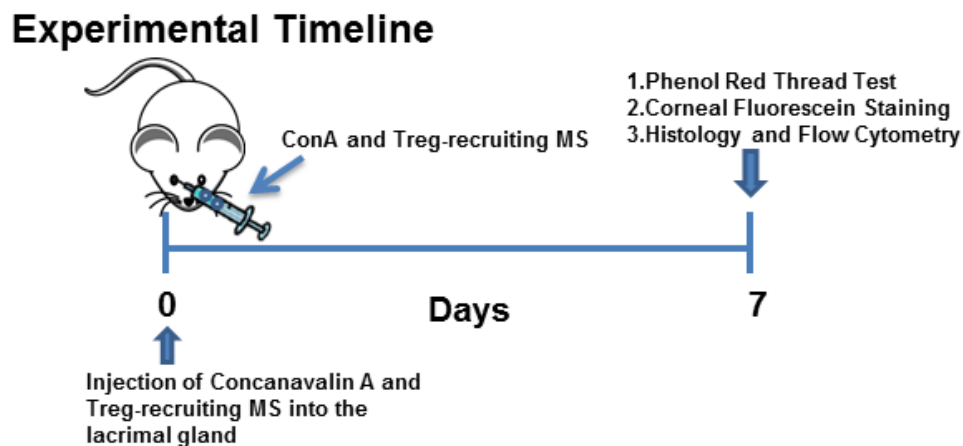 Experimental Timeline
1.Phenol Red Thread Test
2.Corneal Fluorescein Staining
3.Histology and Flow Cytometry
ConA and Treg-recruiting MS
0
Days
7
Injection of Concanavalin A and
Treg-recruiting MS into the
lacrimal gland